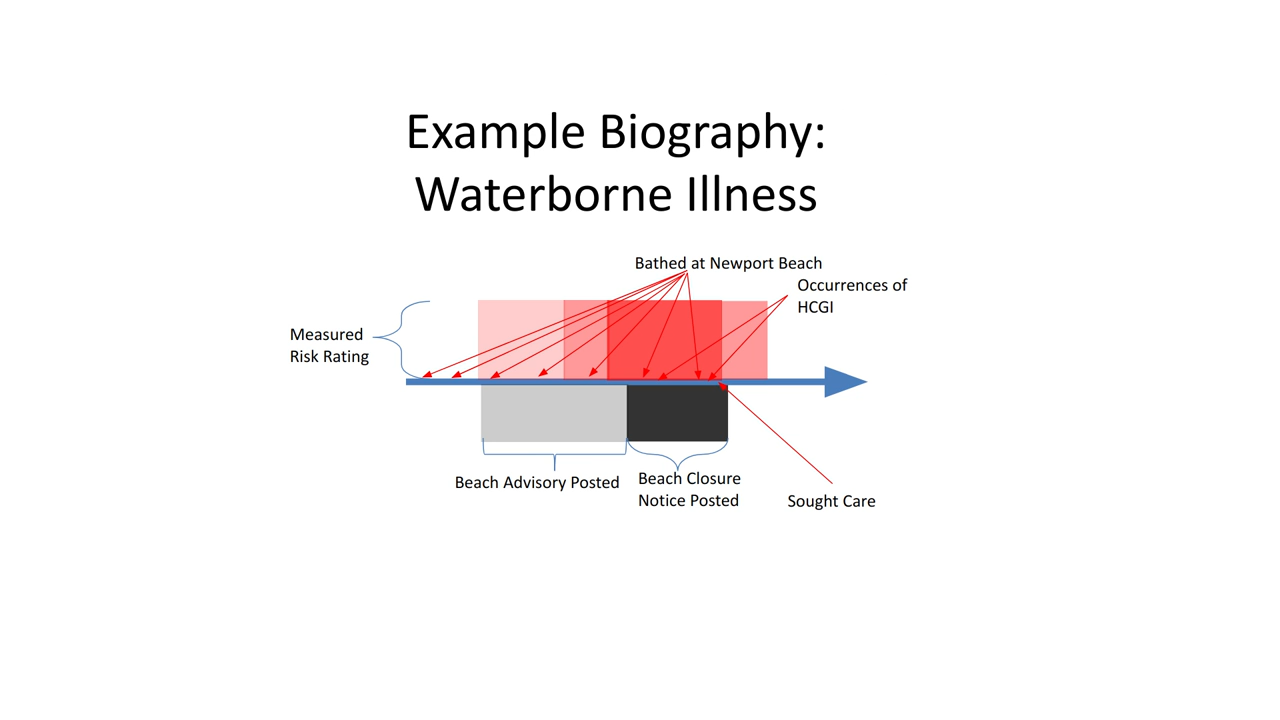 Example Biography:
Waterborne Illness
Bathed at Newport Beach
Occurrences of
HCGI
Measured
Risk Rating
Beach Advisory Posted
Beach Closure
Notice Posted
Sought Care